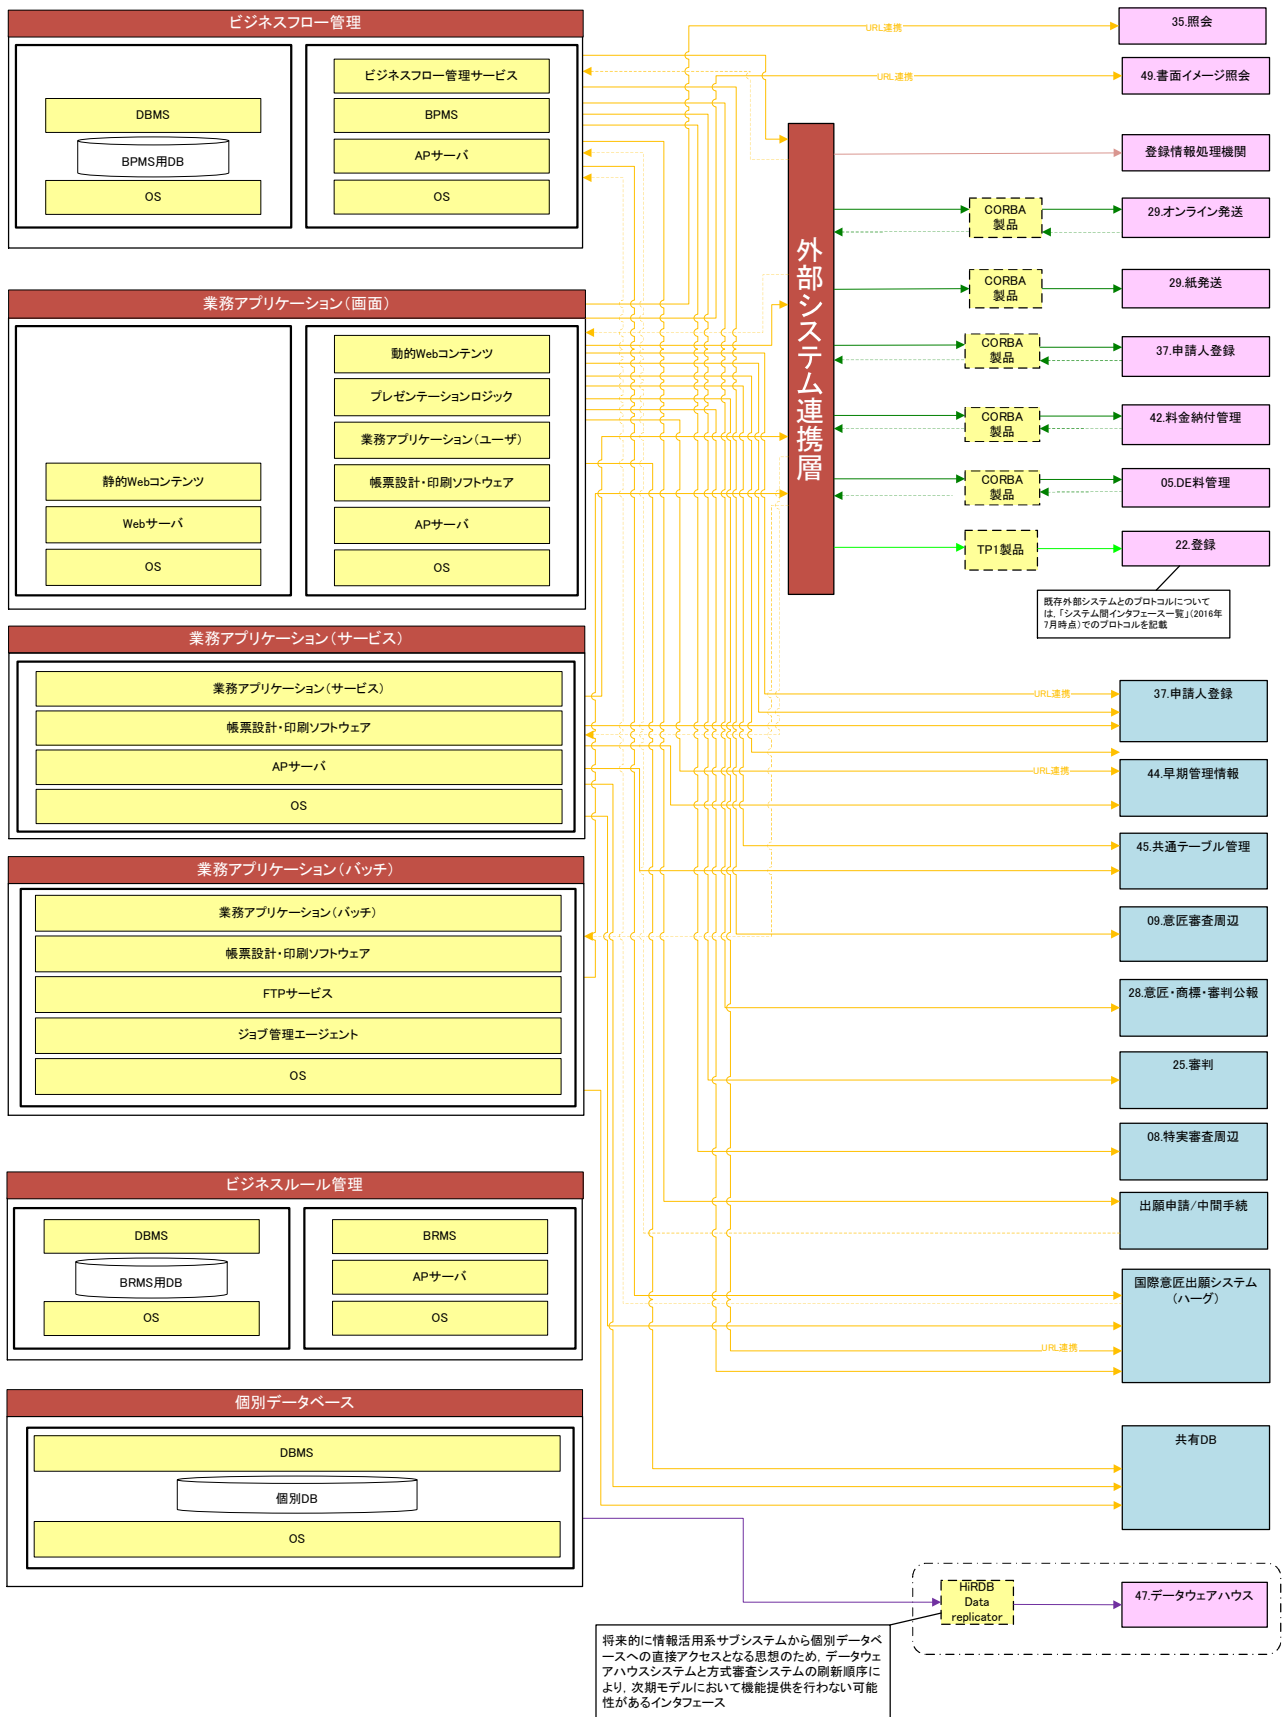 ビジネスフロー管理
DBMS
BPMS用DB
OS
ビジネスフロー管理サービス
BPMS
APサーバ
OS
業務アプリケーション(画面)
静的Webコンテンツ
Webサーバ
OS
動的Webコンテンツ
プレゼンテーションロジック
業務アプリケーション(ユーザ)
帳票設計・印刷ソフトウェア
APサーバ
OS
業務アプリケーション(サービス)
業務アプリケーション(サービス)
帳票設計・印刷ソフトウェア
APサーバ
OS
業務アプリケーション(バッチ)
業務アプリケーション(バッチ)
帳票設計・印刷ソフトウェア
FTPサービス
ジョブ管理エージェント
OS
ビジネスルール管理
DBMS
BRMS用DB
OS
BRMS
APサーバ
OS
個別データベース
DBMS
個別DB
OS
外部システム連携層
URL連携
35.照会
URL連携
49.書面イメージ照会
登録情報処理機関
CORBA
製品
29.オンライン発送
CORBA
製品
29.紙発送
CORBA
製品
37.申請人登録
CORBA
製品
42.料金納付管理
CORBA
製品
05.DE料管理
TP1製品
22.登録
既存外部システムとのプロトコルについて
は、「システム間インタフェース一覧」(2016年
7月時点)でのプロトコルを記載
URL連携
37.申請人登録
URL連携
44.早期管理情報
45.共通テーブル管理
09.意匠審査周辺
28.意匠・商標・審判公報
25.審判
08.特実審査周辺
出願申請/中間手続
国際意匠出願システム
(ハーグ)
URL連携
共有DB
HiRDB
Data
replicator
47.データウェアハウス
将来的に情報活用系サブシステムから個別データベ
ースへの直接アクセスとなる思想のため、データウェ
アハウスシステムと方式審査システムの刷新順序に
より、次期モデルにおいて機能提供を行わない可能
性があるインタフェース